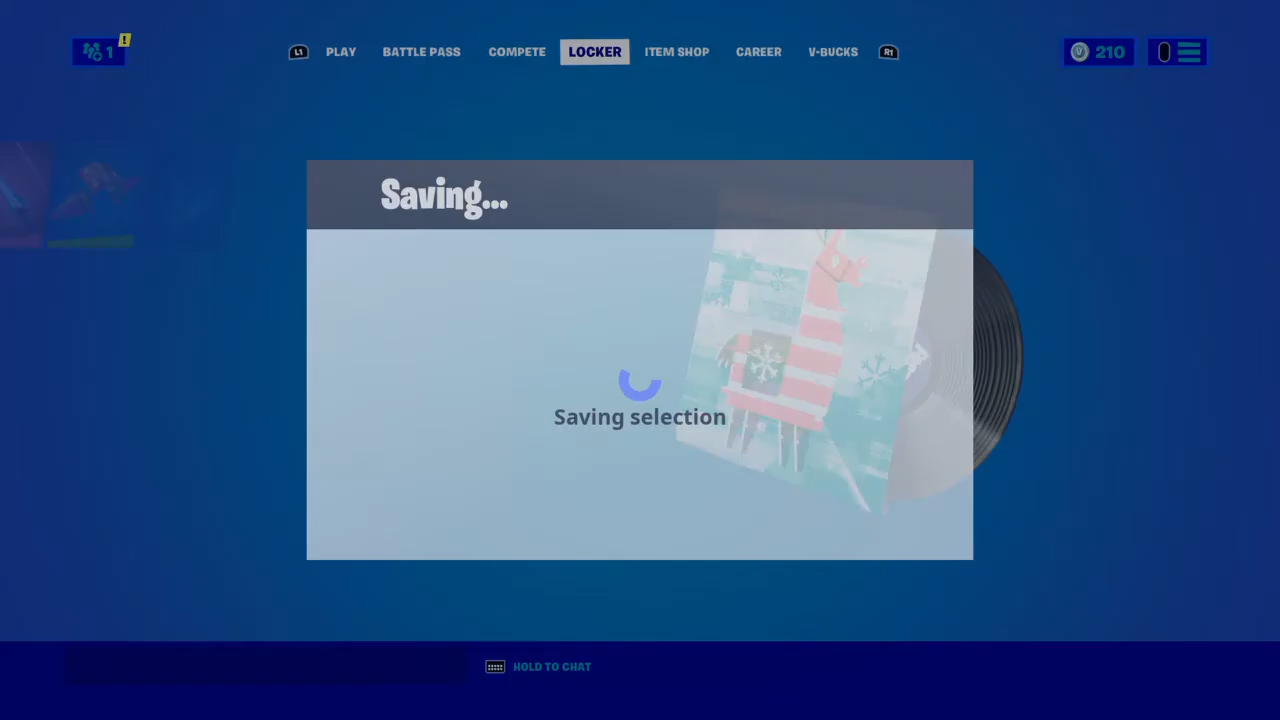 1
!
L1
PLAY
BATTLE PASS
COMPETE
LOCKER
ITEM SHOP
CAREER
V-BUCKS
R1
V
210
Saving...
Saving selection
HOLD TO CHAT